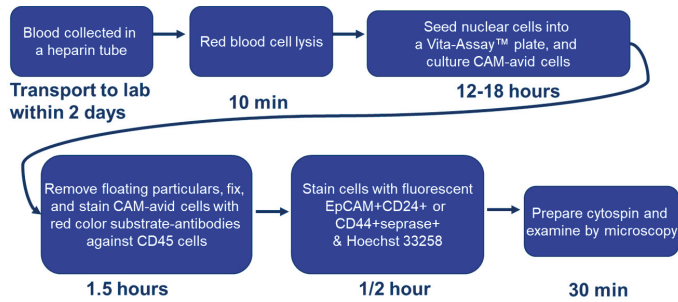 Blood collected
in a heparin tube
Transport to lab
within 2 days
Red blood cell lysis
10 min
Seed nuclear cells into
a Vita-Assay™ plate, and
culture CAM-avid cells
12-18 hours
Remove floating particulars, fix,
and stain CAM-avid cells with
red color substrate-antibodies
against CD45 cells
1.5 hours
Stain cells with fluorescent
EpCAM+CD24+ or
CD44+seprase+
& Hoechst 33258
1/2 hour
Prepare cytospin and
examine by microscopy
30 min